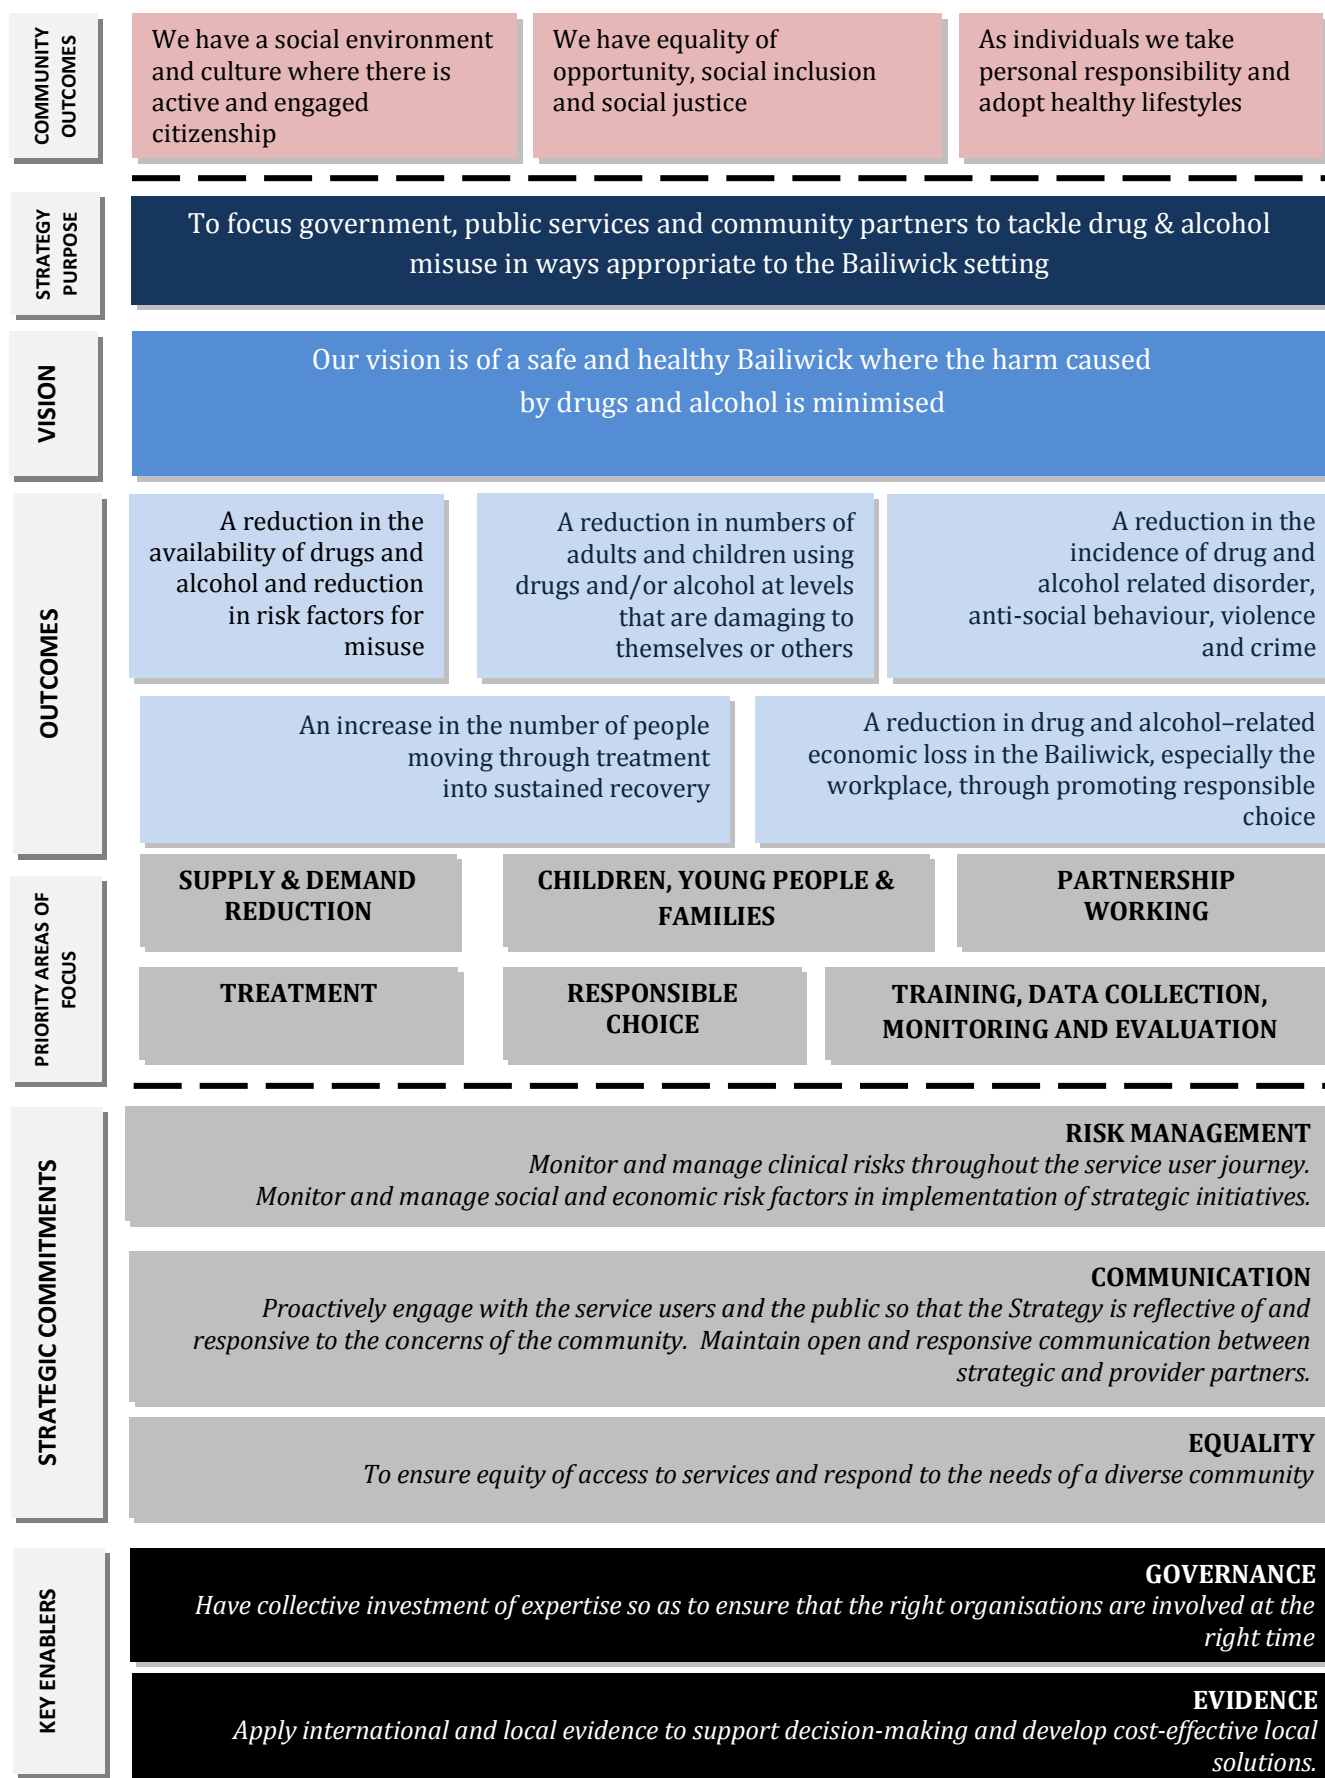 COMMUNITY
OUTCOMES
We have a social environment
and culture where there is
active and engaged
citizenship
We have equality of
opportunity, social inclusion
and social justice
As individuals we take
personal responsibility and
adopt healthy lifestyles
STRATEGY
PURPOSE
To focus government, public services and community partners to tackle drug & alcohol
misuse in ways appropriate to the Bailiwick setting
VISION
Our vision is of a safe and healthy Bailiwick where the harm caused
by drugs and alcohol is minimised
OUTCOMES
A reduction in the
availability of drugs and
alcohol and reduction
in risk factors for
misuse
A reduction in numbers of
adults and children using
drugs and/or alcohol at levels
that are damaging to
themselves or others
A reduction in the
incidence of drug and
alcohol related disorder,
anti-social behaviour, violence
and crime
An increase in the number of people
moving through treatment
into sustained recovery
A reduction in drug and alcohol–related
economic loss in the Bailiwick, especially the
workplace, through promoting responsible
choice
PRIORITY AREAS OF
FOCUS
SUPPLY & DEMAND
REDUCTION
CHILDREN, YOUNG PEOPLE &
FAMILIES
PARTNERSHIP
WORKING
TREATMENT
RESPONSIBLE
CHOICE
TRAINING, DATA COLLECTION,
MONITORING AND EVALUATION
STRATEGIC COMMITMENTS
RISK MANAGEMENT
Monitor and manage clinical risks throughout the service user journey.
Monitor and manage social and economic risk factors in implementation of strategic initiatives.
COMMUNICATION
Proactively engage with the service users and the public so that the Strategy is reflective of and
responsive to the concerns of the community.  Maintain open and responsive communication between
strategic and provider partners.
EQUALITY
To ensure equity of access to services and respond to the needs of a diverse community
KEY ENABLERS
GOVERNANCE
Have collective investment of expertise so as to ensure that the right organisations are involved at the
right time
EVIDENCE
Apply international and local evidence to support decision-making and develop cost-effective local
solutions.